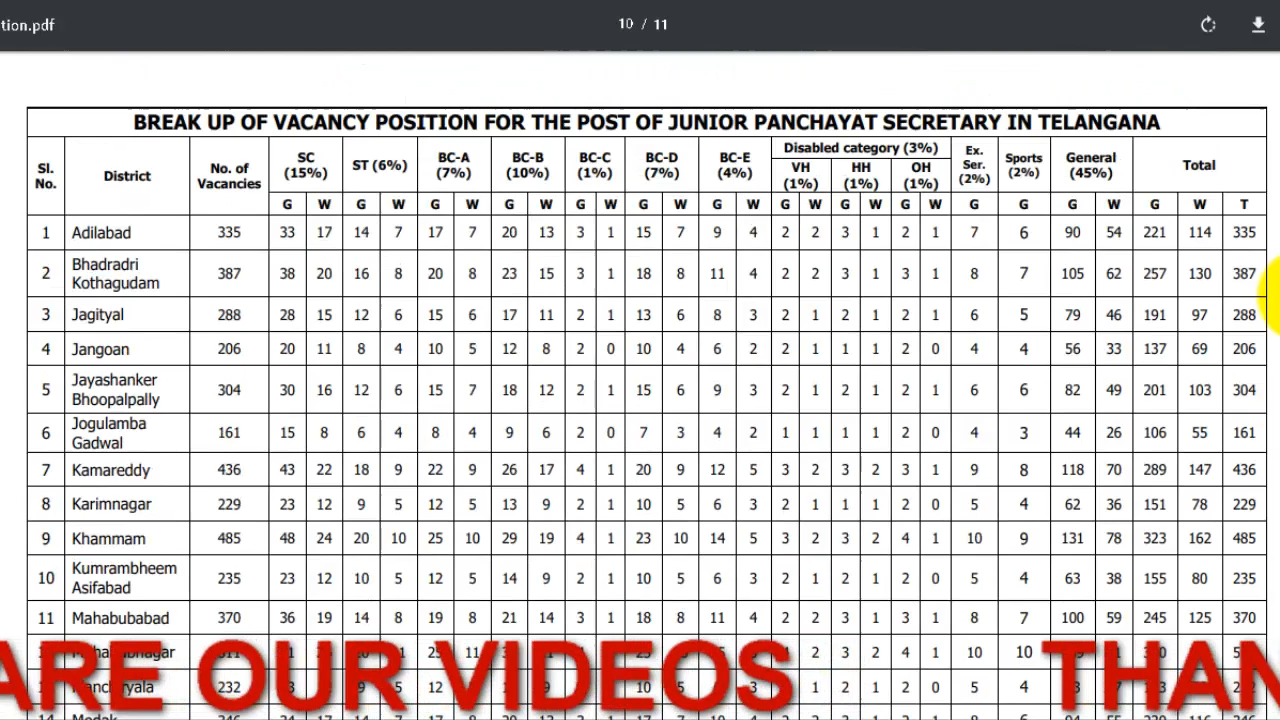 tion.pdf
10 / 11
BREAK UP OF VACANCY POSITION FOR THE POST OF JUNIOR PANCHAYAT SECRETARY IN TELANGANA
Sl. No. District No. of Vacancies SC (15%) ST (6%) BC-A (7%) BC-B (10%) BC-C (1%) BC-D (7%) BC-E (4%) Disabled category (3%) VH (1%) HH (1%) OH (1%) Ex. Ser. (2%) Sports (2%) General (45%) Total
G W G W G W G W G W G W G W G W G W G W G G G W G W T
1 Adilabad 335 33 17 14 7 17 7 20 13 3 1 15 7 9 4 2 2 3 1 2 1 7 6 90 54 221 114 335
2 Bhadradri Kothagudam 387 38 20 16 8 20 8 23 15 3 1 18 8 11 4 2 2 3 1 3 1 8 7 105 62 257 130 387
3 Jagityal 288 28 15 12 6 15 6 17 11 2 1 13 6 8 3 2 1 2 1 2 1 6 5 79 46 191 97 288
4 Jangoan 206 20 11 8 4 10 5 12 8 2 0 10 4 6 2 2 1 1 1 2 0 4 4 56 33 137 69 206
5 Jayashanker Bhoopalpally 304 30 16 12 6 15 7 18 12 2 1 15 6 9 3 2 1 2 1 2 1 6 6 82 49 201 103 304
6 Jogulamba Gadwal 161 15 8 6 4 8 4 9 6 2 0 7 3 4 2 1 1 1 1 2 0 4 3 44 26 106 55 161
7 Kamareddy 436 43 22 18 9 22 9 26 17 4 1 20 9 12 5 3 2 3 2 3 1 9 8 118 70 289 147 436
8 Karimnagar 229 23 12 9 5 12 5 13 9 2 1 10 5 6 3 2 1 1 1 2 0 5 4 62 36 151 78 229
9 Khammam 485 48 24 20 10 25 10 29 19 4 1 23 10 14 5 3 2 3 2 4 1 10 9 131 78 323 162 485
10 Kumrambheem Asifabad 235 23 12 10 5 12 5 14 9 2 1 10 5 6 3 2 1 2 1 2 0 5 4 63 38 155 80 235
11 Mahabubabad 370 36 19 14 8 19 8 21 14 3 1 18 8 11 4 2 2 3 1 3 1 8 7 100 59 245 125 370
11 2 3 2 4 1 10 10
232 5 12 10 3 1 2 1 2 0 5 4
ARE OUR VIDEOS THAN